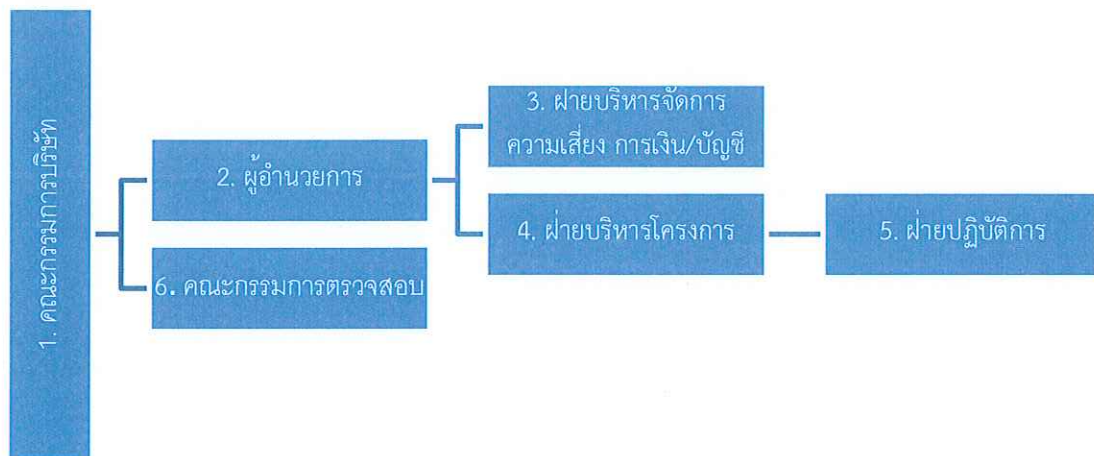 1. คณะกรรมการบริษัท
2. ผู้อำนวยการ
3. ฝ่ายบริหารจัดการ
ความเสี่ยง การเงิน/บัญชี
4. ฝ่ายบริหารโครงการ
5. ฝ่ายปฏิบัติการ
6. คณะกรรมการตรวจสอบ